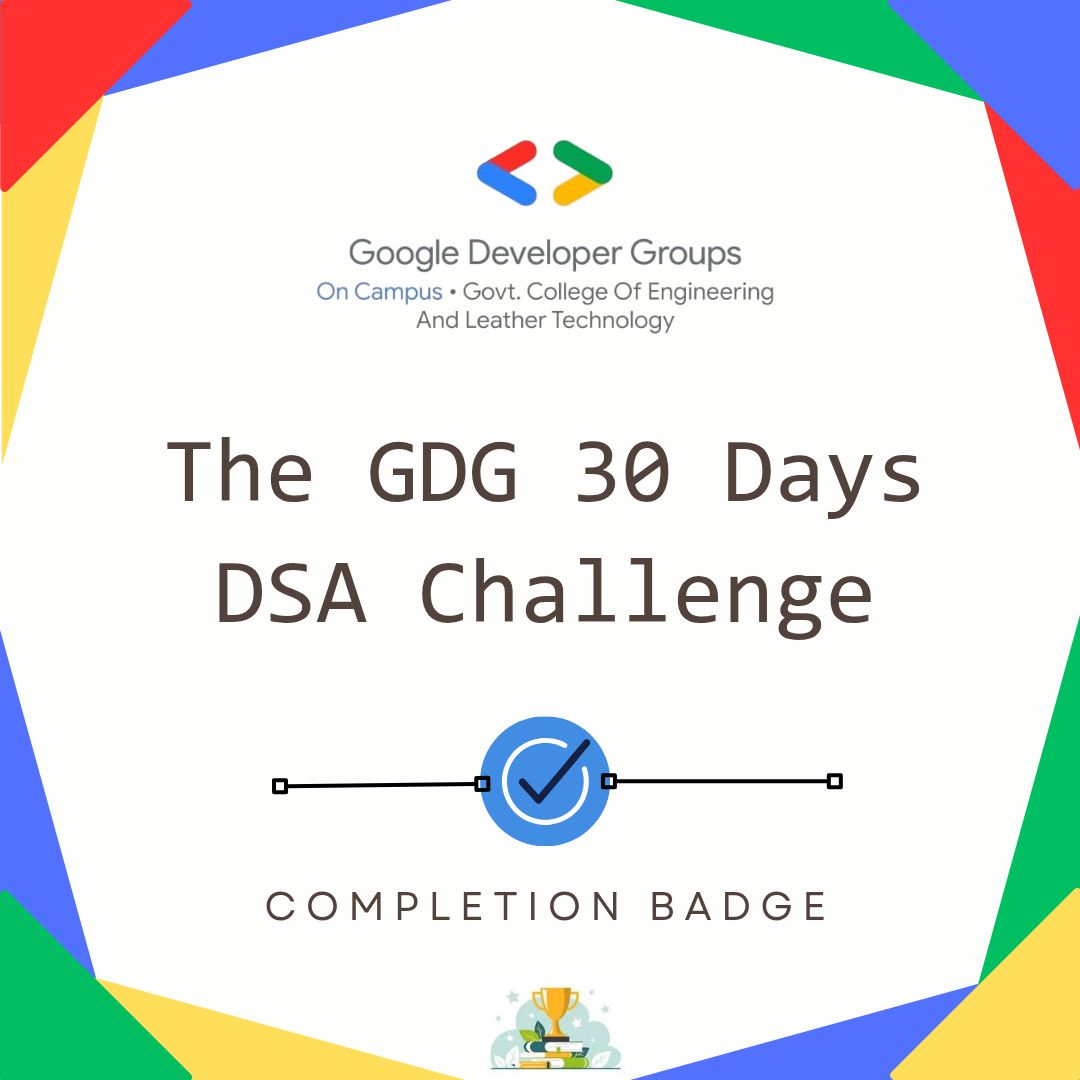 Google Developer Groups
On Campus • Govt. College Of Engineering
And Leather Technology
The GDG 30 Days
DSA Challenge
COMPLETION BADGE